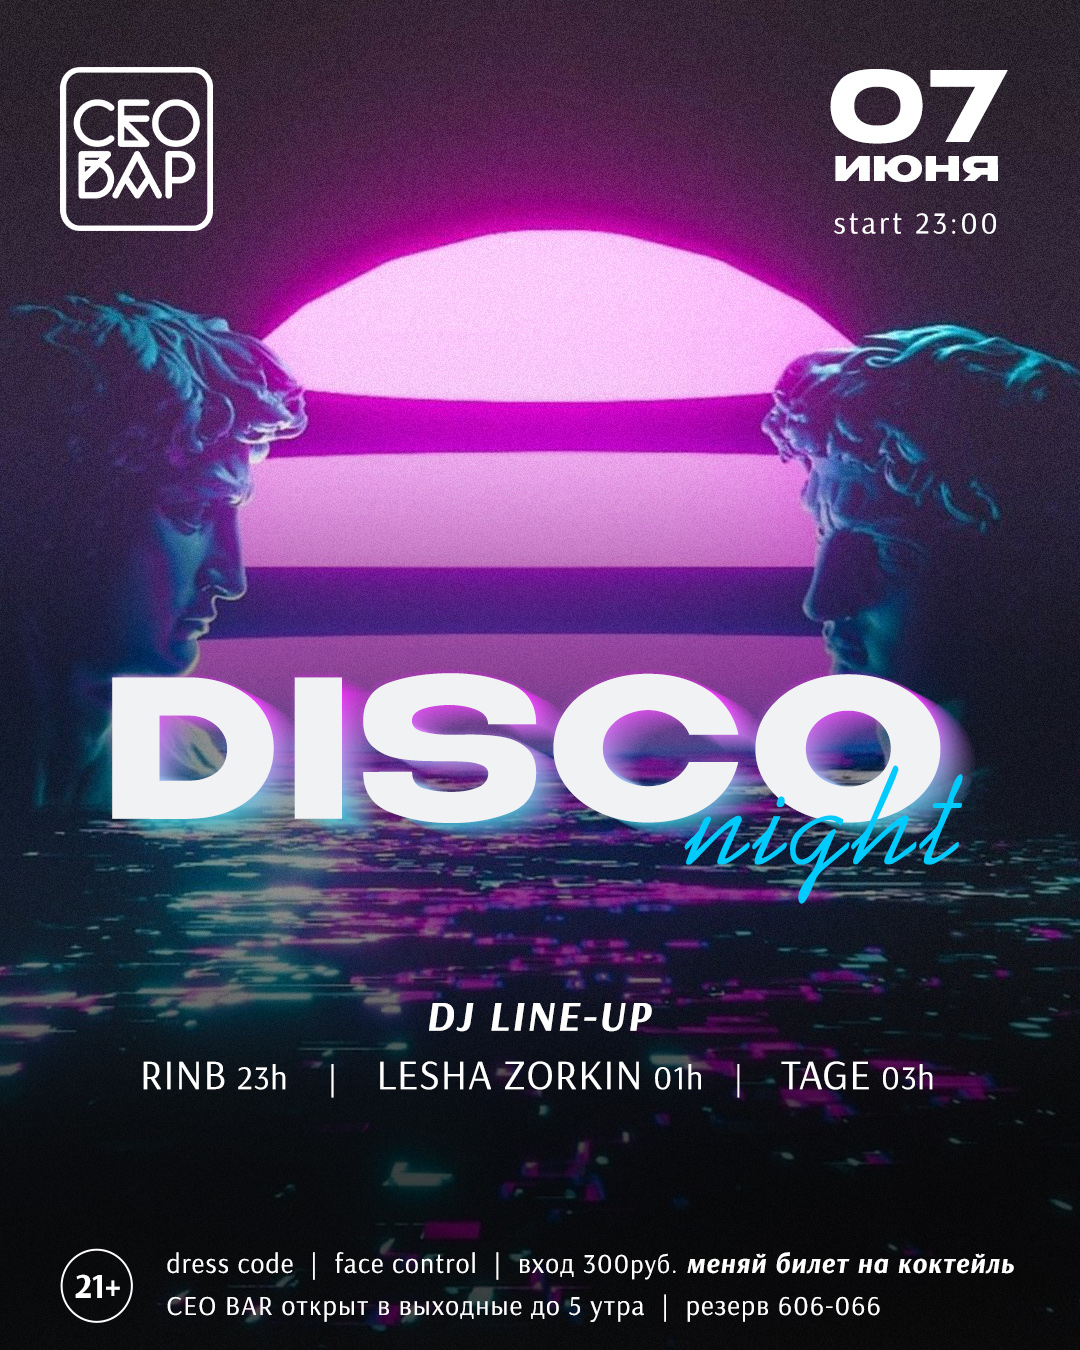 СЕО
БАР
07
июня
start 23:00
DISCO
night
DJ LINE-UP
RINB 23h | LESHA ZORKIN 01h | TAGE 03h
21+
dress code | face control | вход 300руб. меняй билет на коктейль
CEO BAR открыт в выходные до 5 утра | резерв 606-066